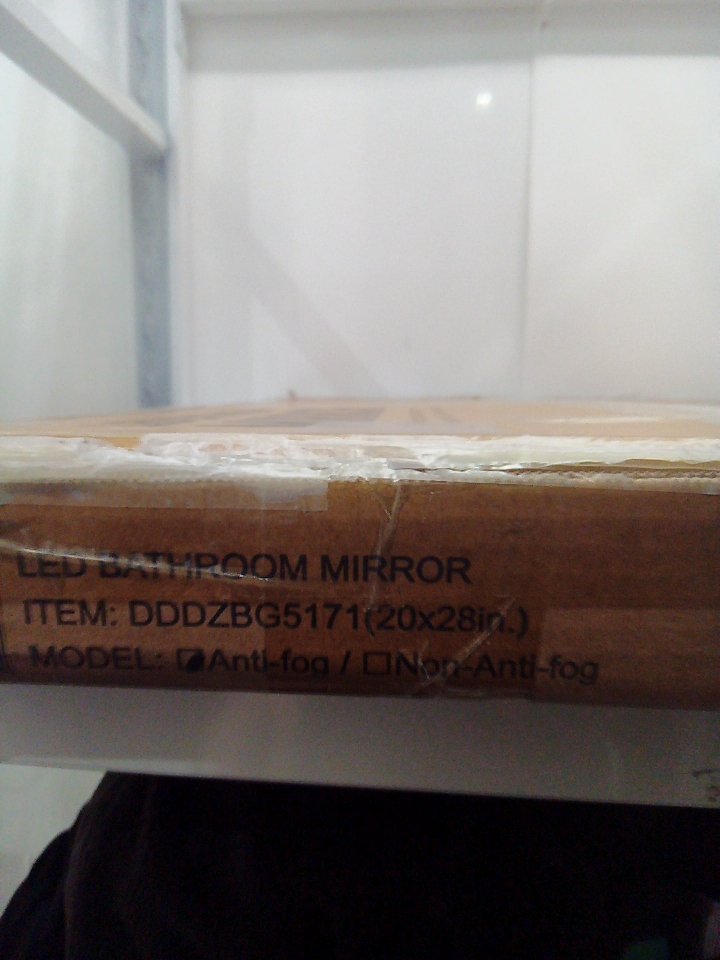 LED BATHROOM MIRROR
ITEM: DDDZBG5171(20x28in.)
MODEL: ☑Anti-fog / ☐Non-Anti-fog